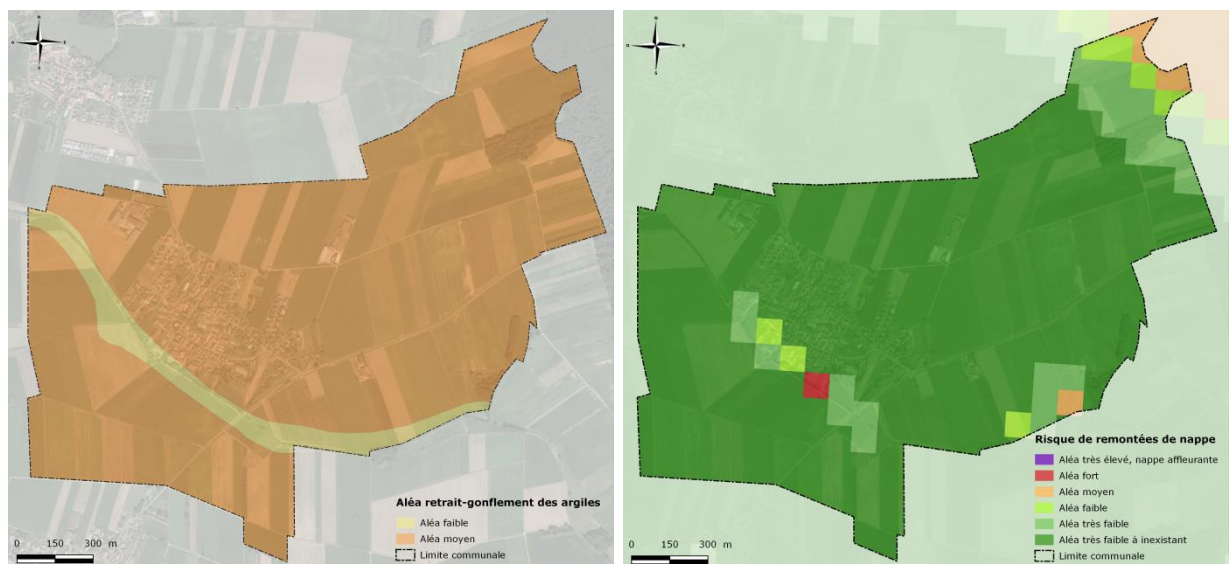 N
O E
S
Aléa retrait-gonflement des argiles
Aléa faible
Aléa moyen
Limite communale
0 150 300 m
N
O E
S
Risque de remontées de nappe
Aléa très élevé, nappe affleurante
Aléa fort
Aléa moyen
Aléa faible
Aléa très faible
Aléa très faible à inexistant
Limite communale
0 150 300 m